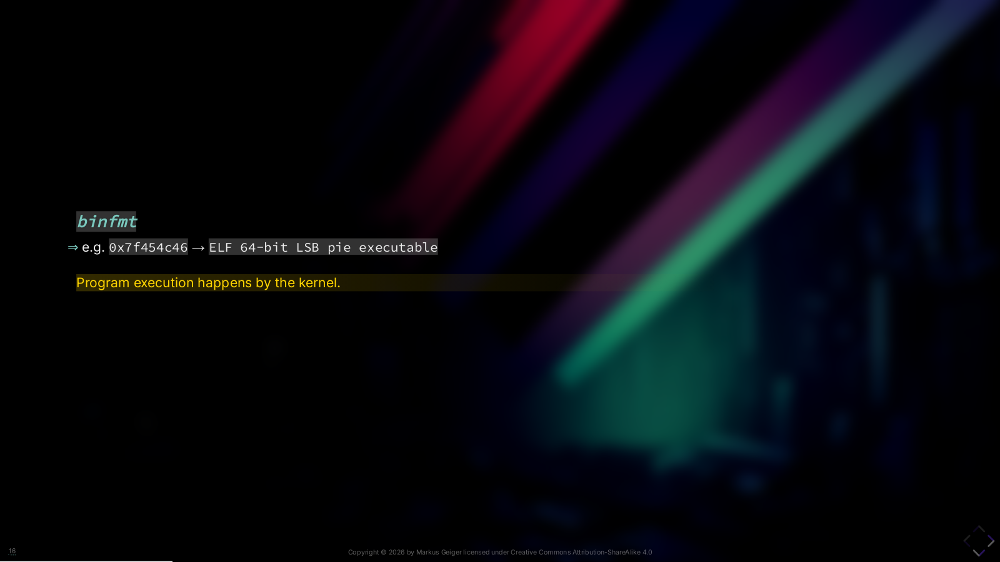 binfmt
⇒ e.g. 0x7f454c46 → ELF 64-bit LSB pie executable
Program execution happens by the kernel.
16
Copyright © 2026 by Markus Geiger licensed under Creative Commons Attribution-ShareAlike 4.0